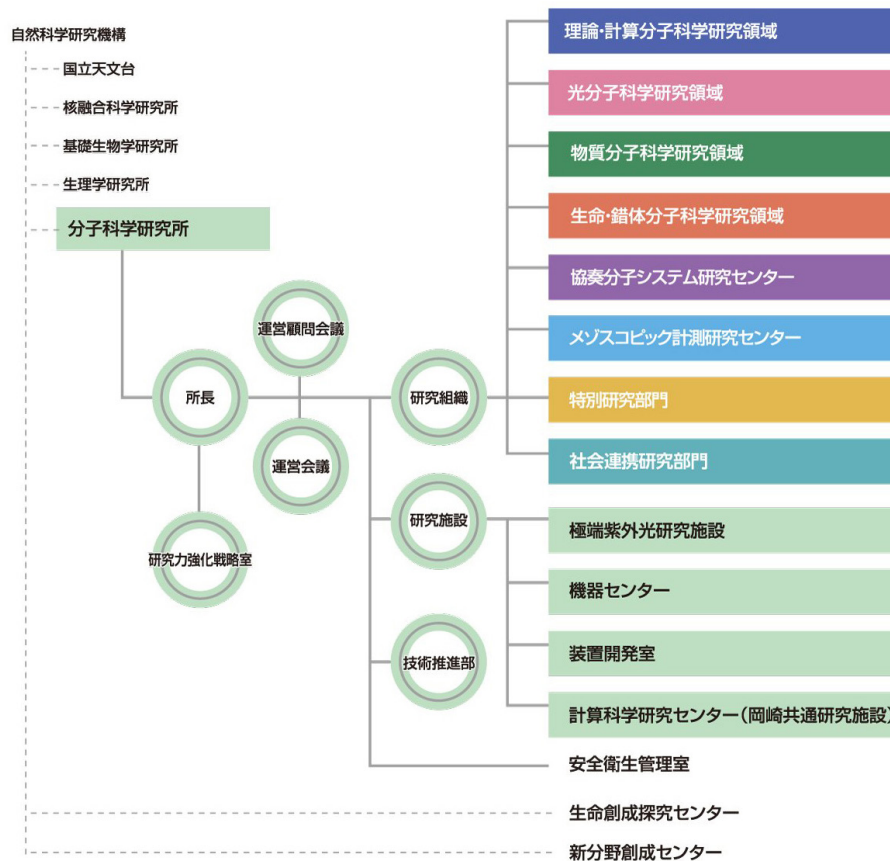 自然科学研究機構
国立天文台
核融合科学研究所
基礎生物学研究所
生理学研究所
分子科学研究所
運営顧問会議
所長
運営会議
研究力強化戦略室
研究組織
研究施設
技術推進部
理論・計算分子科学研究領域
光分子科学研究領域
物質分子科学研究領域
生命・錯体分子科学研究領域
協奏分子システム研究センター
メゾスコピック計測研究センター
特別研究部門
社会連携研究部門
極端紫外光研究施設
機器センター
装置開発室
計算科学研究センター(岡崎共通研究施設)
安全衛生管理室
生命創成探究センター
新分野創成センター